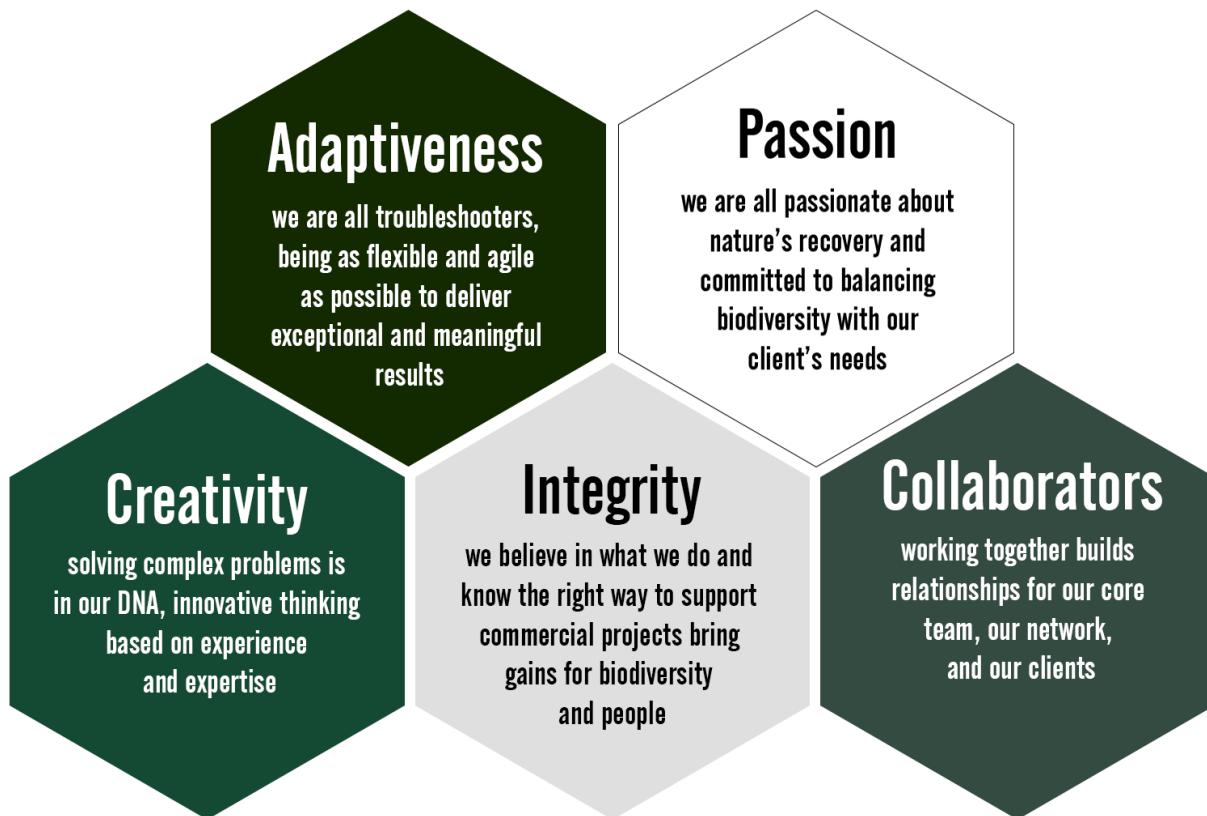 Adaptiveness
we are all troubleshooters,
being as flexible and agile
as possible to deliver
exceptional and meaningful
results
Passion
we are all passionate about
nature’s recovery and
committed to balancing
biodiversity with our
client’s needs
Creativity
solving complex problems is
in our DNA, innovative thinking
based on experience
and expertise
Integrity
we believe in what we do and
know the right way to support
commercial projects bring
gains for biodiversity
and people
Collaborators
working together builds
relationships for our core
team, our network,
and our clients